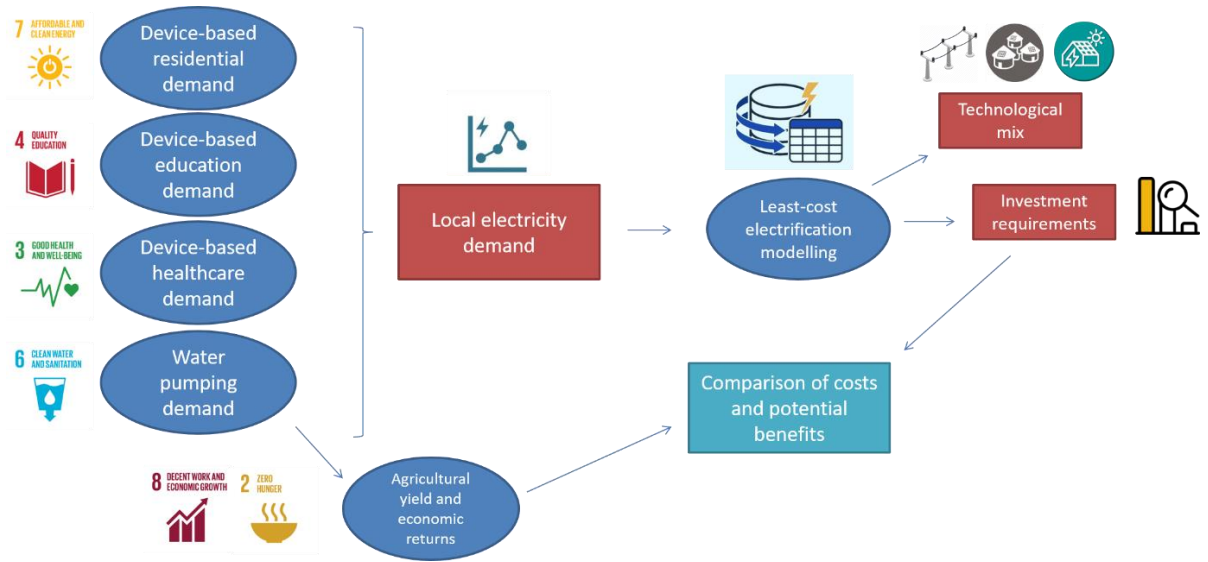 7 AFFORDABLE AND
CLEAN ENERGY
Device-based
residential
demand
4 QUALITY
EDUCATION
Device-based
education
demand
3 GOOD HEALTH
AND WELL-BEING
Device-based
healthcare
demand
6 CLEAN WATER
AND SANITATION
Water
pumping
demand
8 DECENT WORK AND
ECONOMIC GROWTH
2 ZERO
HUNGER
Agricultural
yield and
economic
returns
Local electricity
demand
Least-cost
electrification
modelling
Technological
mix
Investment
requirements
Comparison of costs
and potential
benefits